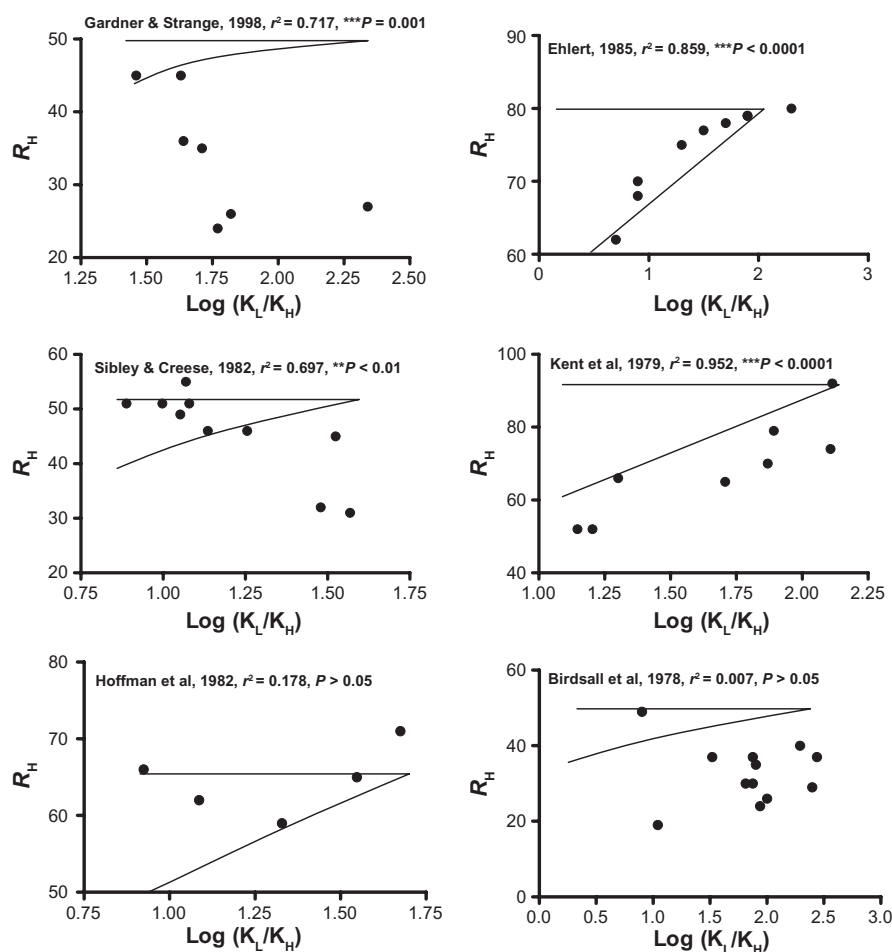 Gardner & Strange, 1998, r² = 0.717, ***P = 0.001
50
40
30
20
R_H
1.25 1.50 1.75 2.00 2.25 2.50
Log (K_L/K_H)
Ehlert, 1985, r² = 0.859, ***P < 0.0001
90
80
70
60
R_H
0 1 2 3
Log (K_L/K_H)
Sibley & Creese, 1982, r² = 0.697, **P < 0.01
60
50
40
30
20
R_H
0.75 1.00 1.25 1.50 1.75
Log (K_L/K_H)
Kent et al, 1979, r² = 0.952, ***P < 0.0001
100
80
60
40
R_H
1.00 1.25 1.50 1.75 2.00 2.25
Log (K_L/K_H)
Hoffman et al, 1982, r² = 0.178, P > 0.05
80
70
60
50
R_H
0.75 1.00 1.25 1.50 1.75
Log (K_L/K_H)
Birdsall et al, 1978, r² = 0.007, P > 0.05
60
40
20
0
R_H
0.0 0.5 1.0 1.5 2.0 2.5 3.0
Log (K_L/K_H)